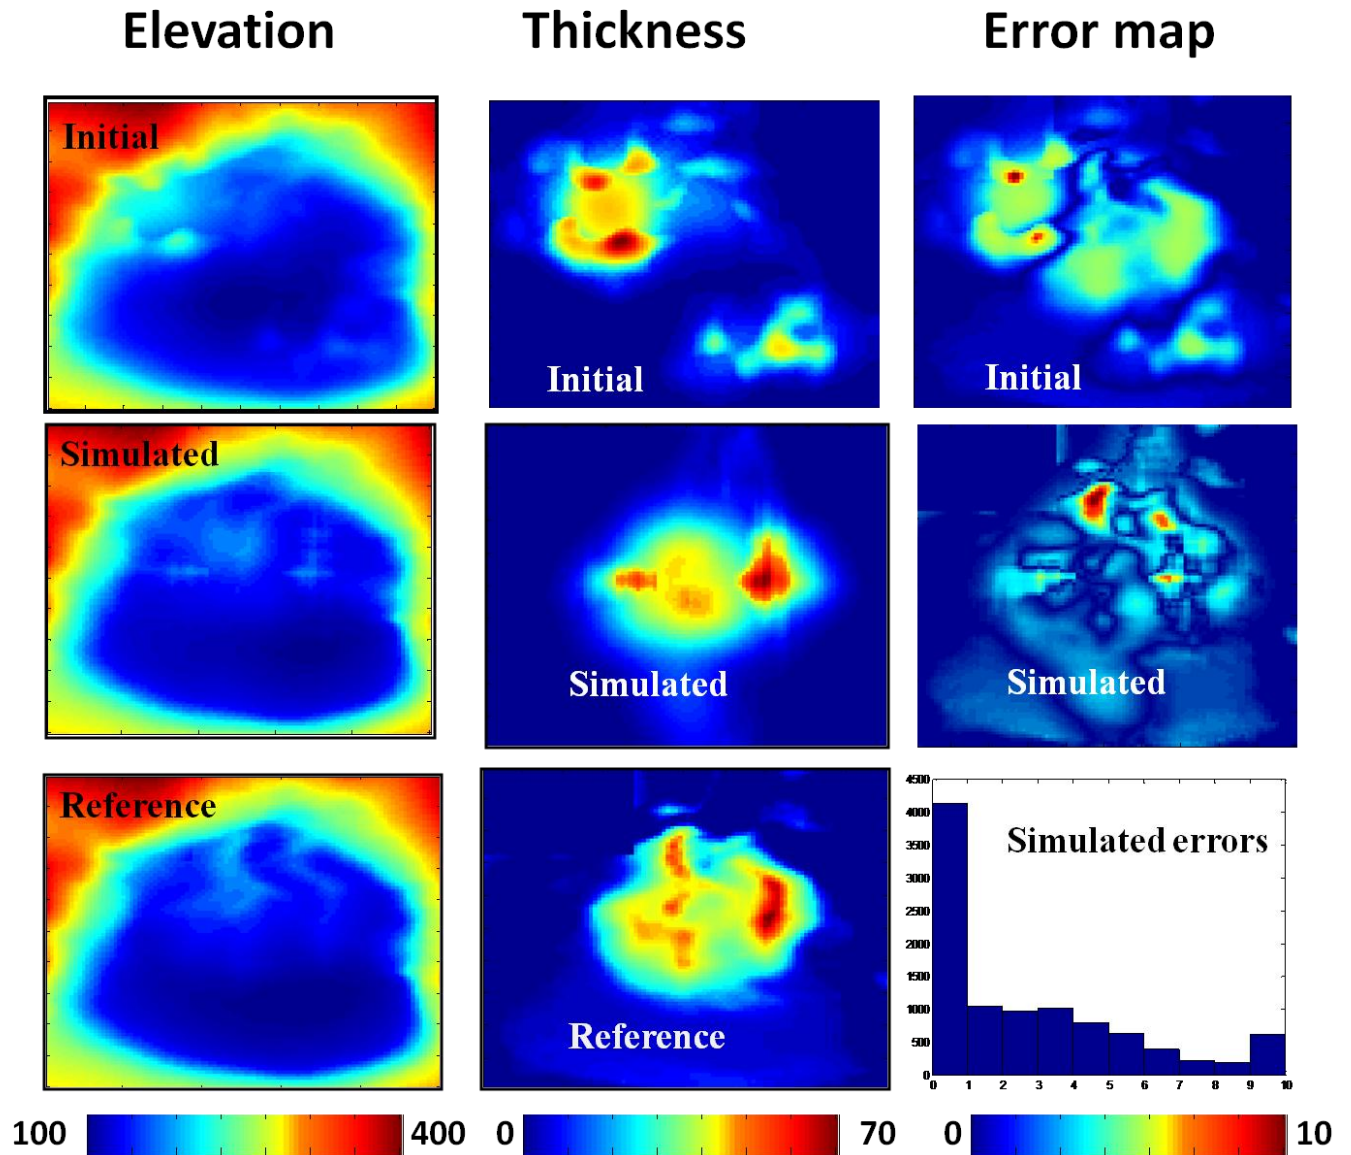 Elevation Thickness Error map
Initial
Initial
Initial
Simulated
Simulated
Simulated
Reference
Reference
Simulated errors
4500
4000
3500
3000
2500
2000
1500
1000
500
0
0 1 2 3 4 5 6 7 8 9 10
100 400 0 70 0 10